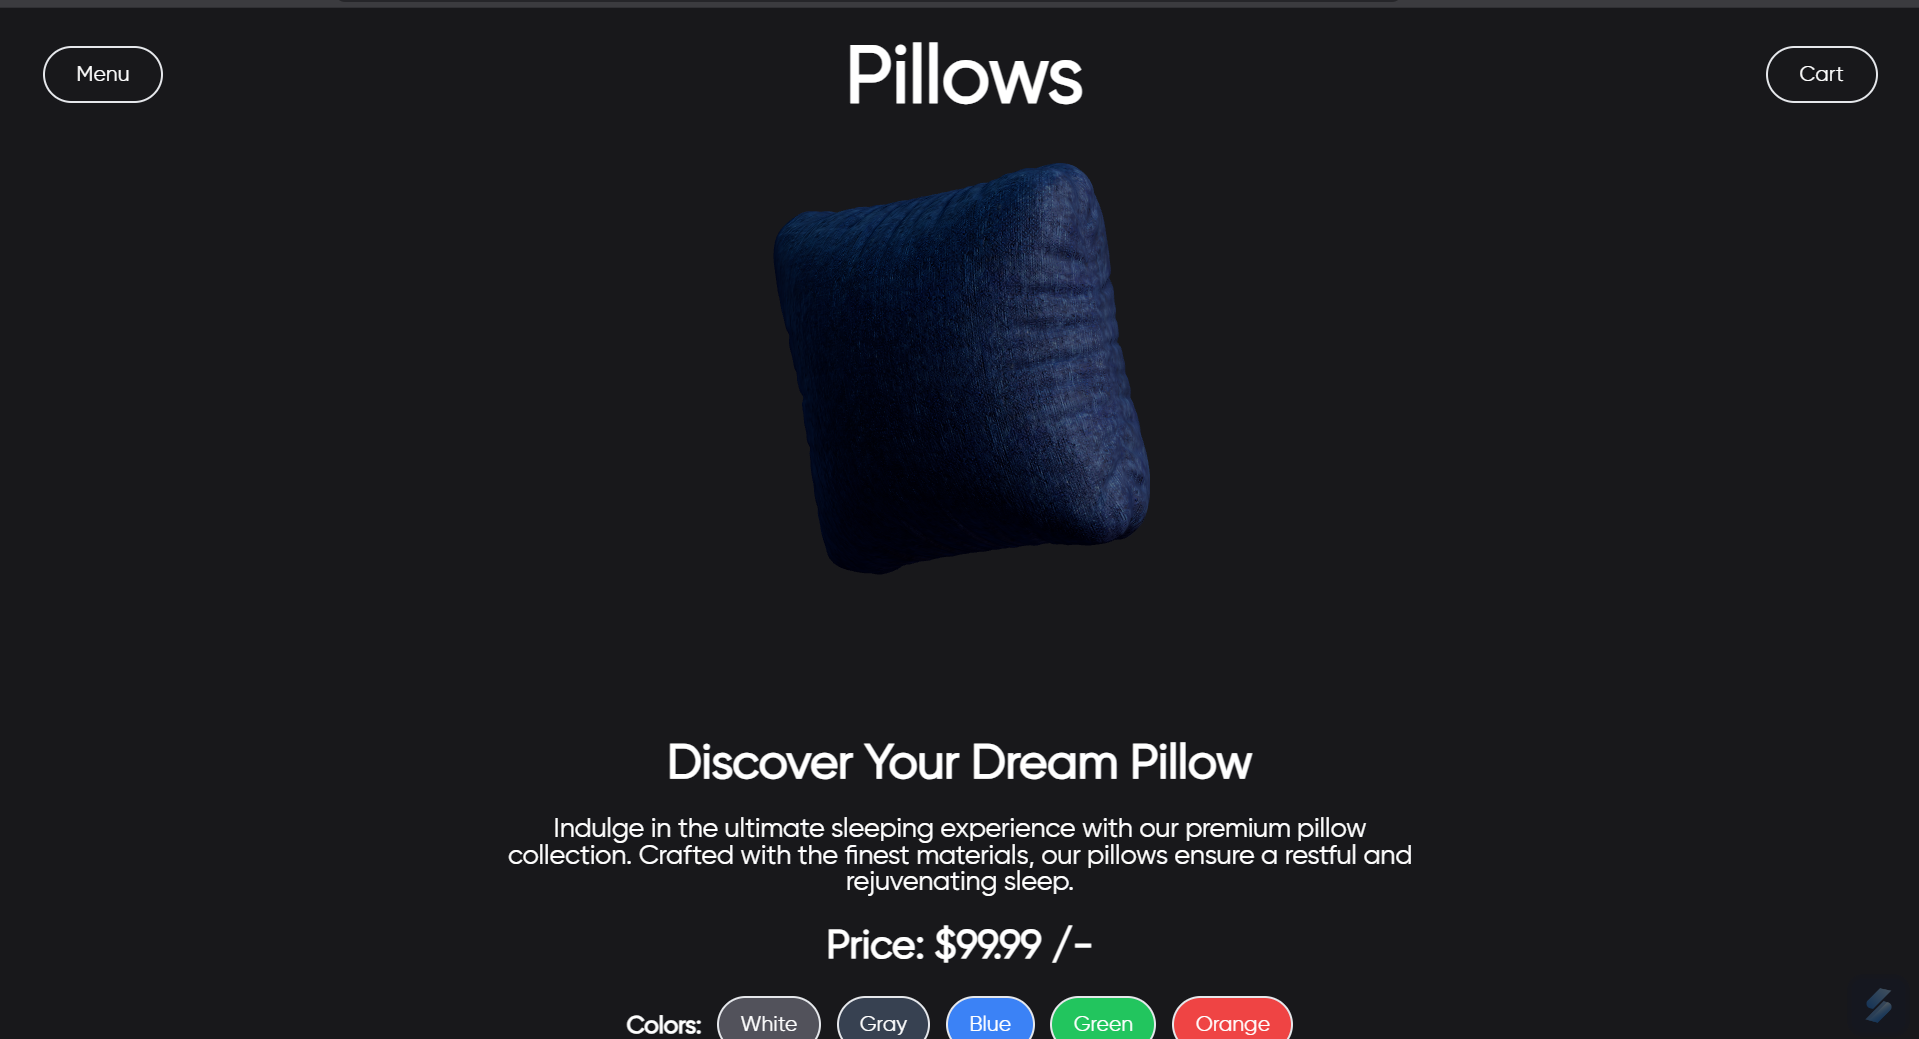 Menu
Pillows
Cart
Discover Your Dream Pillow
Indulge in the ultimate sleeping experience with our premium pillow
collection. Crafted with the finest materials, our pillows ensure a restful and
rejuvenating sleep.
Price: $99.99 /-
Colors: White Gray Blue Green Orange